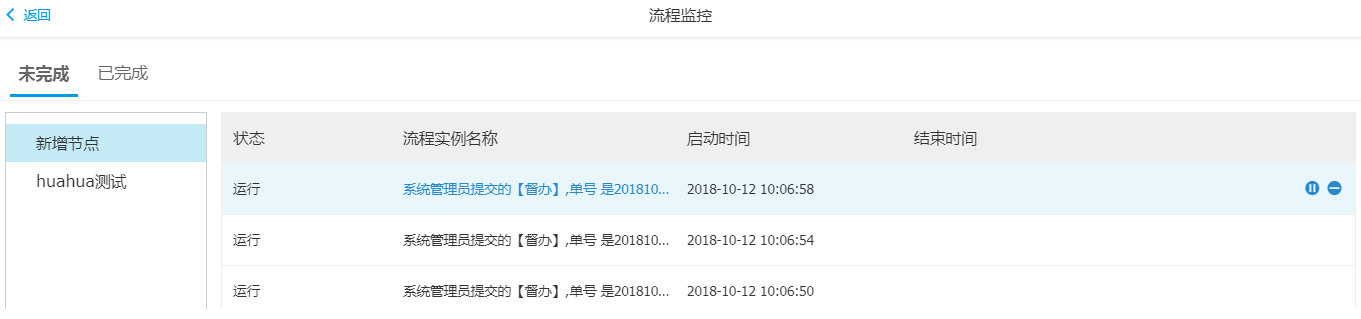 返回
流程监控
未完成 已完成
新增节点
huahua测试
状态 流程实例名称 启动时间 结束时间
运行 系统管理员提交的【督办】,单号 是201810... 2018-10-12 10:06:58
运行 系统管理员提交的【督办】,单号 是201810... 2018-10-12 10:06:54
运行 系统管理员提交的【督办】,单号 是201810... 2018-10-12 10:06:50